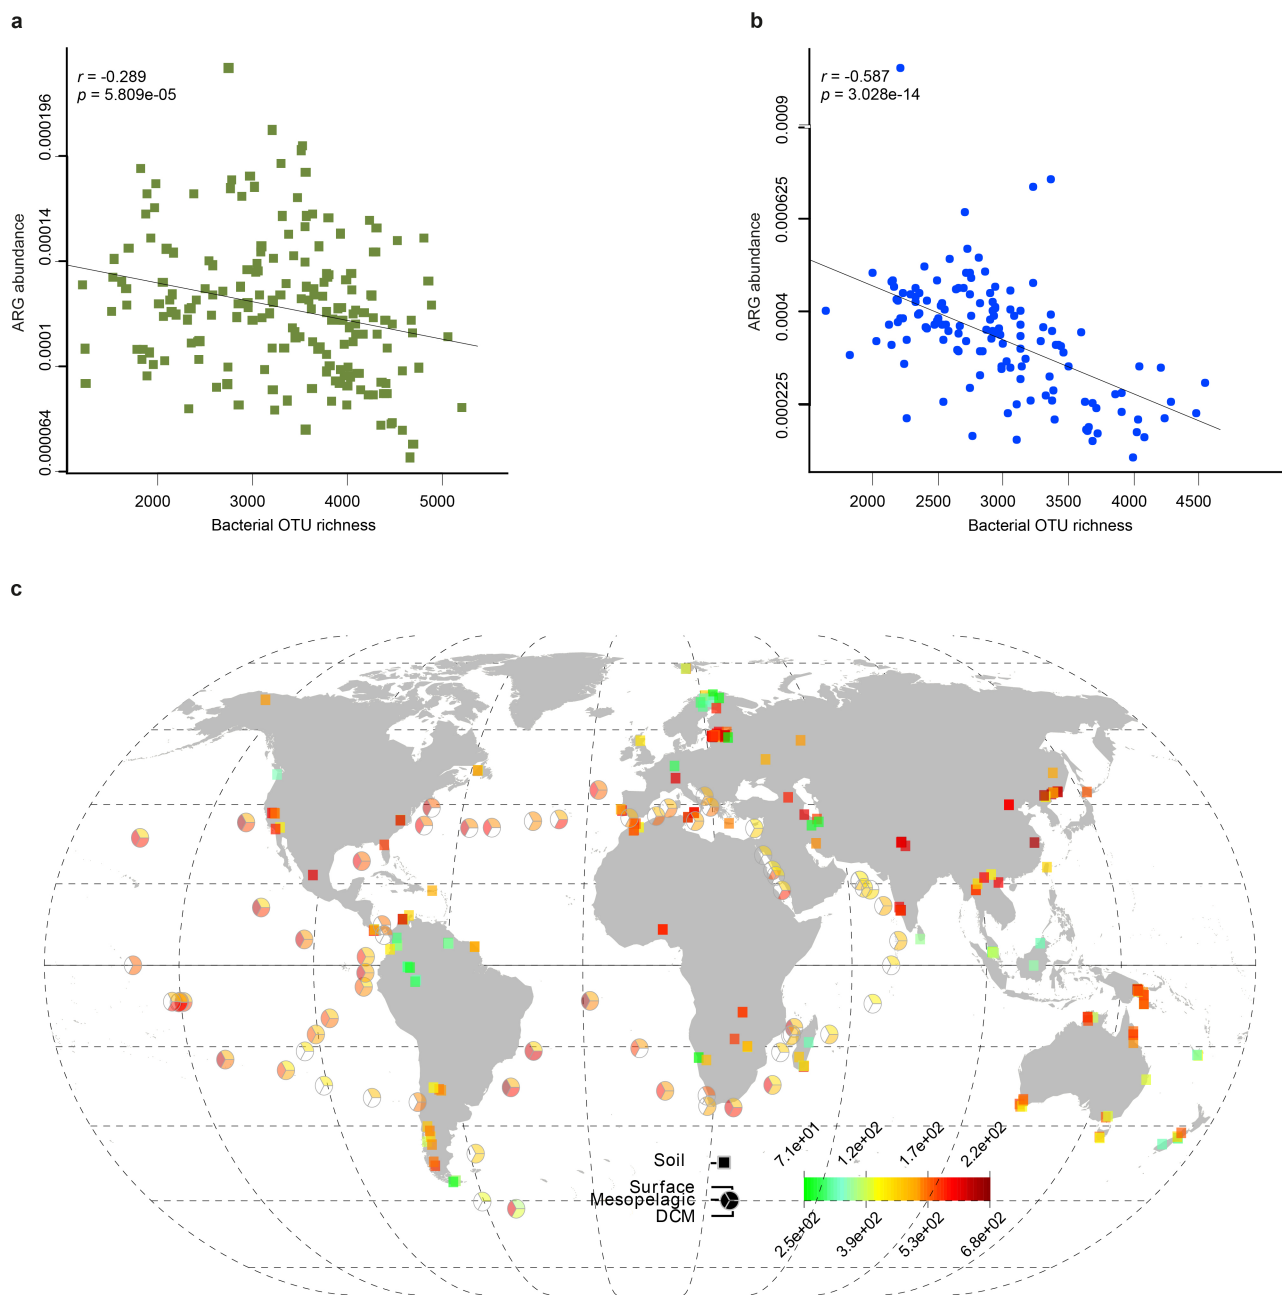 a
r = -0.289
p = 5.809e-05
0.000196
0.00014
0.0001
0.000064
ARG abundance
2000 3000 4000 5000
Bacterial OTU richness
b
r = -0.587
p = 3.028e-14
0.0009
0.000625
0.0004
0.000225
ARG abundance
2000 2500 3000 3500 4000 4500
Bacterial OTU richness
c
Soil
Surface
Mesopelagic
DCM
7.1e+01 1.2e+02 1.7e+02 2.2e+02
2.5e+02 3.9e+02 5.3e+02 6.8e+02